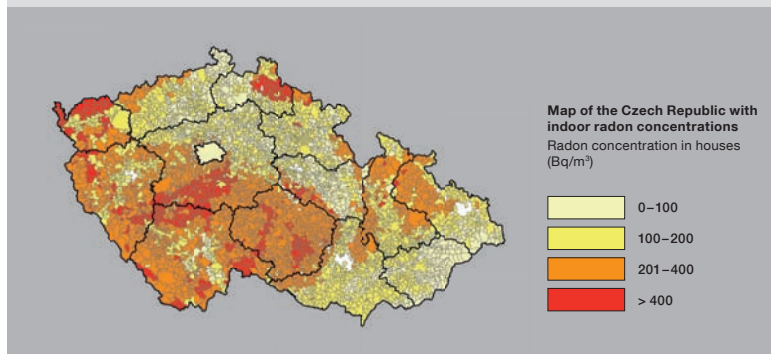 Map of the Czech Republic with
indoor radon concentrations
Radon concentration in houses
(Bq/m³)
0–100
100–200
201–400
> 400